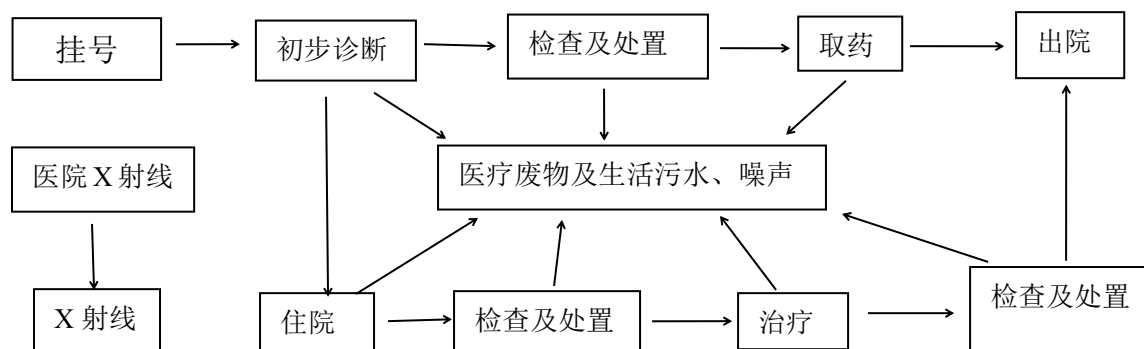 挂号
初步诊断
检查及处置
取药
出院
医院 X 射线
医疗废物及生活污水、噪声
X 射线
住院
检查及处置
治疗
检查及处置